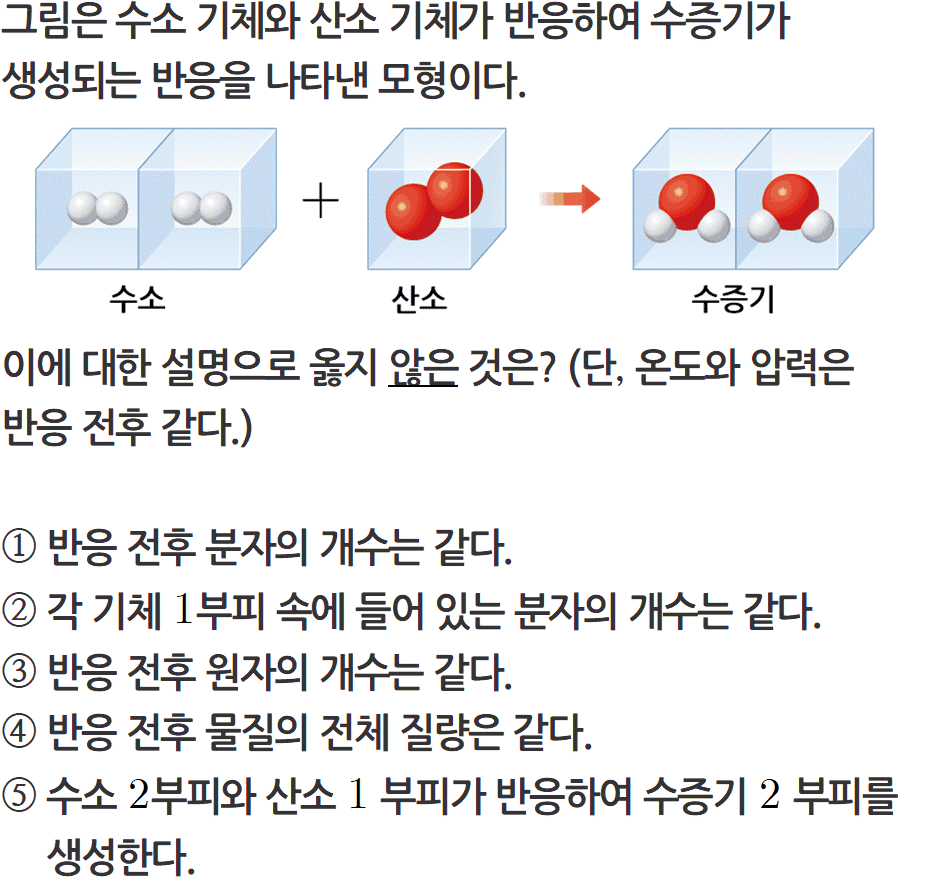 그림은 수소 기체와 산소 기체가 반응하여 수증기가
생성되는 반응을 나타낸 모형이다.
+
수소 산소 수증기
이에 대한 설명으로 옳지 않은 것은? (단, 온도와 압력은
반응 전후 같다.)
① 반응 전후 분자의 개수는 같다.
② 각 기체 1부피 속에 들어 있는 분자의 개수는 같다.
③ 반응 전후 원자의 개수는 같다.
④ 반응 전후 물질의 전체 질량은 같다.
⑤ 수소 2부피와 산소 1 부피가 반응하여 수증기 2 부피를
생성한다.